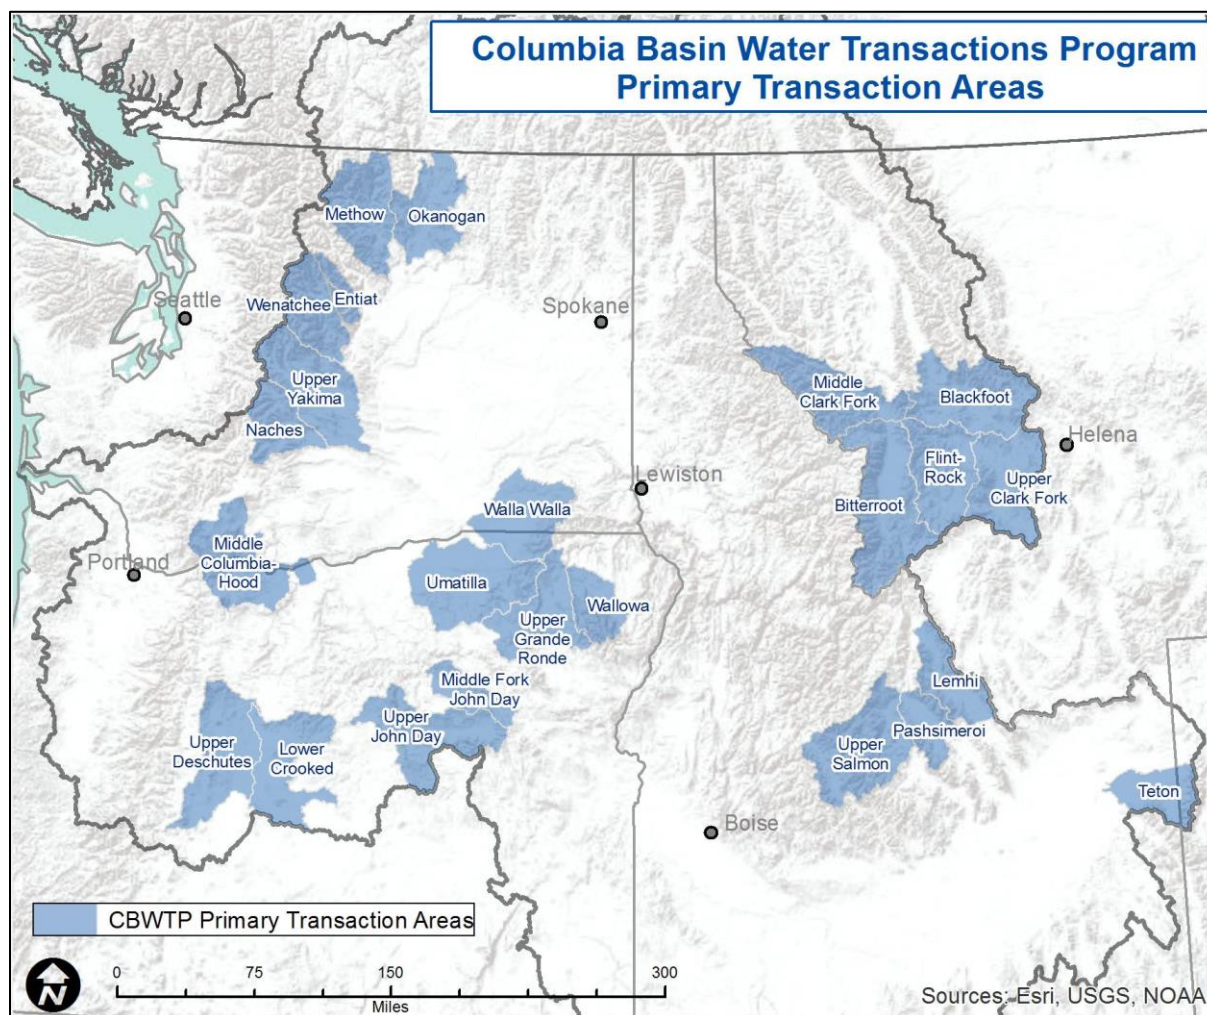 Columbia Basin Water Transactions Program
Primary Transaction Areas
Methow
Okanogan
Wenatchee
Entiat
Seattle
Spokane
Upper
Yakima
Naches
Middle
Clark Fork
Blackfoot
Helena
Flint-
Rock
Upper
Clark Fork
Bitterroot
Lewiston
Walla Walla
Portland
Middle
Columbia-
Hood
Umatilla
Wallowa
Upper
Grande
Ronde
Middle Fork
John Day
Upper
John Day
Upper
Deschutes
Lower
Crooked
Lemhi
Pashsimeroi
Upper
Salmon
Teton
Boise
CBWTP Primary Transaction Areas
N
0 75 150 300
Miles
Sources: Esri, USGS, NOAA